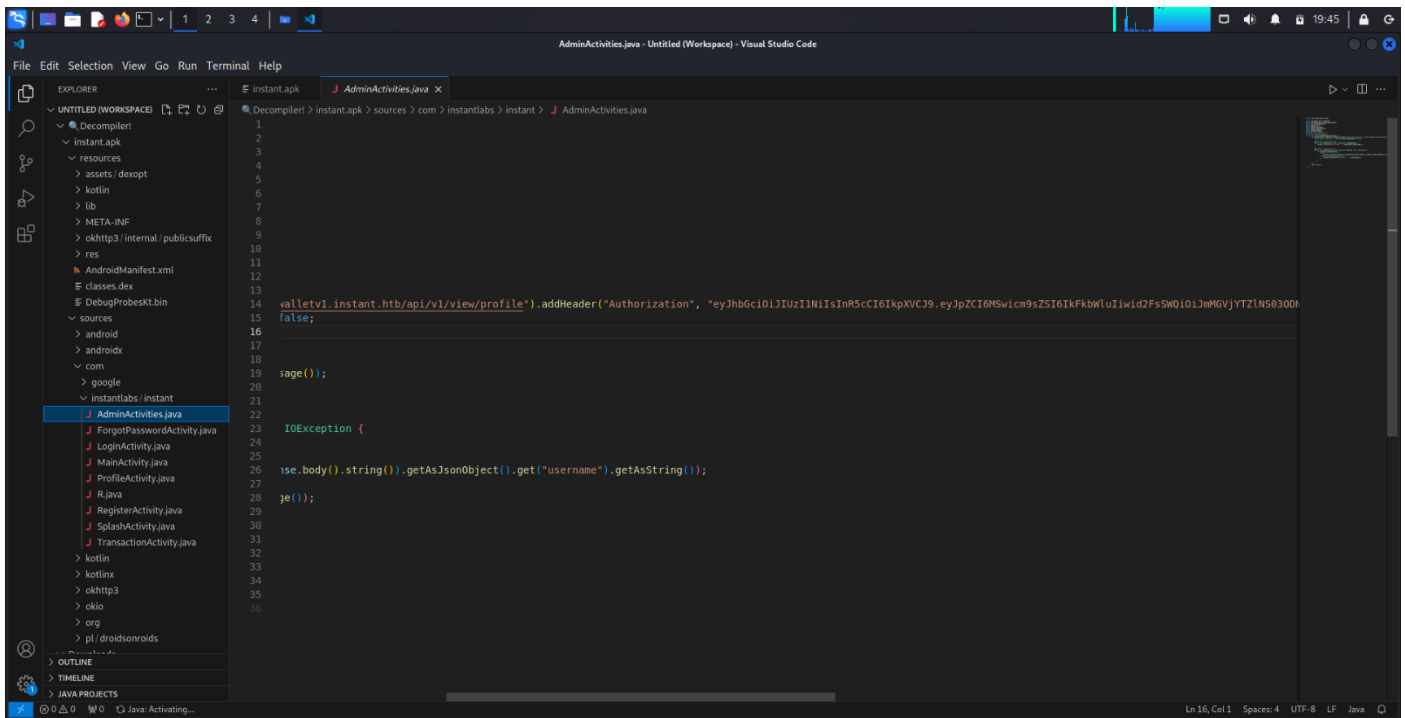 1 2 3 4 19:45
AdminActivities.java - Untitled (Workspace) - Visual Studio Code
File Edit Selection View Go Run Terminal Help
EXPLORER ···
UNTITLED (WORKSPACE)
Decompiler!
instant.apk
resources
assets / dexopt
kotlin
lib
META-INF
okhttp3 / internal / publicsuffix
res
AndroidManifest.xml
classes.dex
DebugProbesKt.bin
sources
android
androidx
com
google
instantlabs / instant
J AdminActivities.java
J ForgotPasswordActivity.java
J LoginActivity.java
J MainActivity.java
J ProfileActivity.java
J R.java
J RegisterActivity.java
J SplashActivity.java
J TransactionActivity.java
kotlin
kotlinx
okhttp3
okio
org
pl / droidsonroids
Downloads
OUTLINE
TIMELINE
JAVA PROJECTS
instant.apk J AdminActivities.java ×
Decompiler! > instant.apk > sources > com > instantlabs > instant > J AdminActivities.java
1
2
3
4
5
6
7
8
9
10
11
12
13
14 walletv1.instant.htb/api/v1/view/profile").addHeader("Authorization", "eyJhbGciOiJIUzI1NiIsInR5cCI6IkpXVCJ9.eyJpZCI6MSwicm9sZSI6IkFkbWluIiwid2FsSWQiOiJmMGVjYTZlNS03ODN
15 false;
16
17
18
19 sage());
20
21
22
23 IOException {
24
25
26 nse.body().string()).getAsJsonObject().get("username").getAsString());
27
28 ge());
29
30
31
32
33
34
35
36
1
0 0 0 Java: Activating... Ln 16, Col 1 Spaces: 4 UTF-8 LF Java